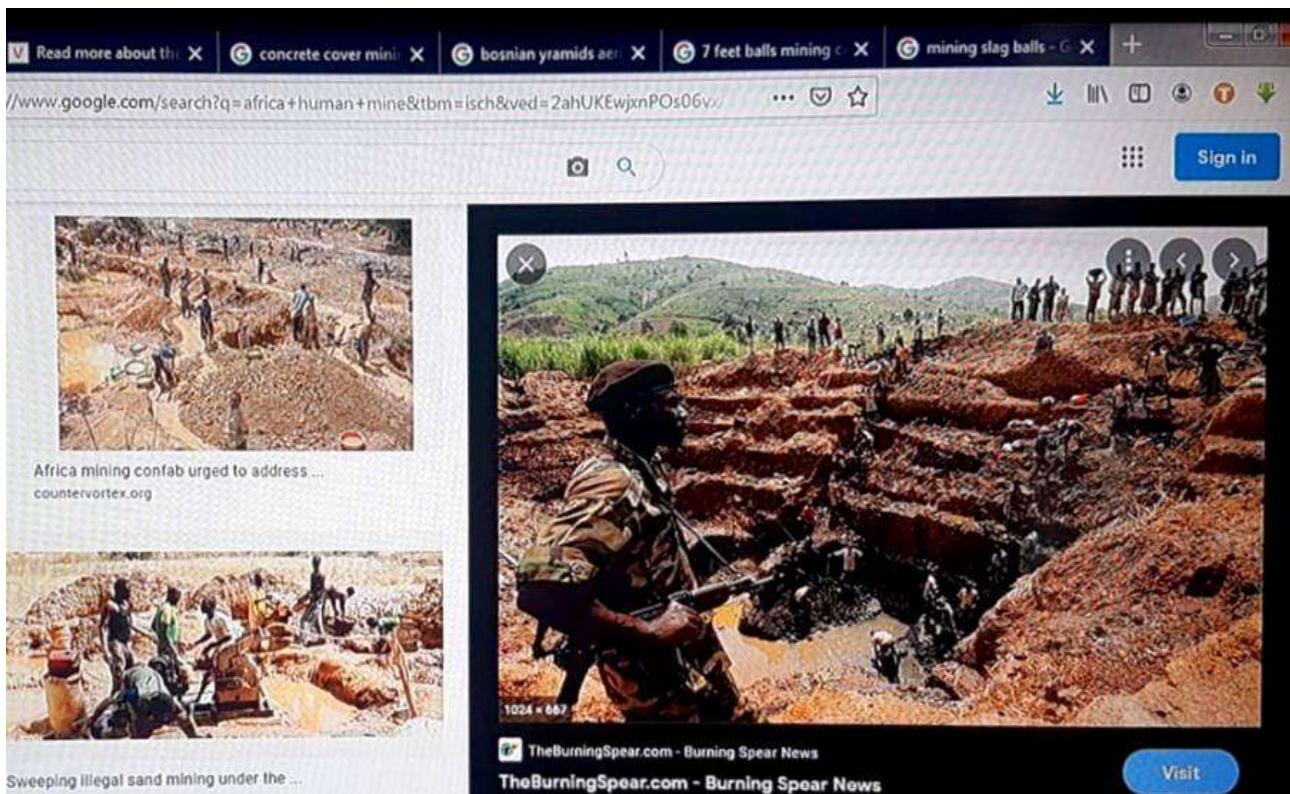 Read more about th
concrete cover mini
bosnian yramids aer
7 feet balls mining c
mining slag balls - G
//www.google.com/search?q=africa+human+mine&tbm=isch&ved=2ahUKEwjxnPOs06v
Sign in
Africa mining confab urged to address ...
countervortex.org
Sweeping illegal sand mining under the ...
1024 × 667
TheBurningSpear.com - Burning Spear News
TheBurningSpear.com - Burning Spear News
Visit